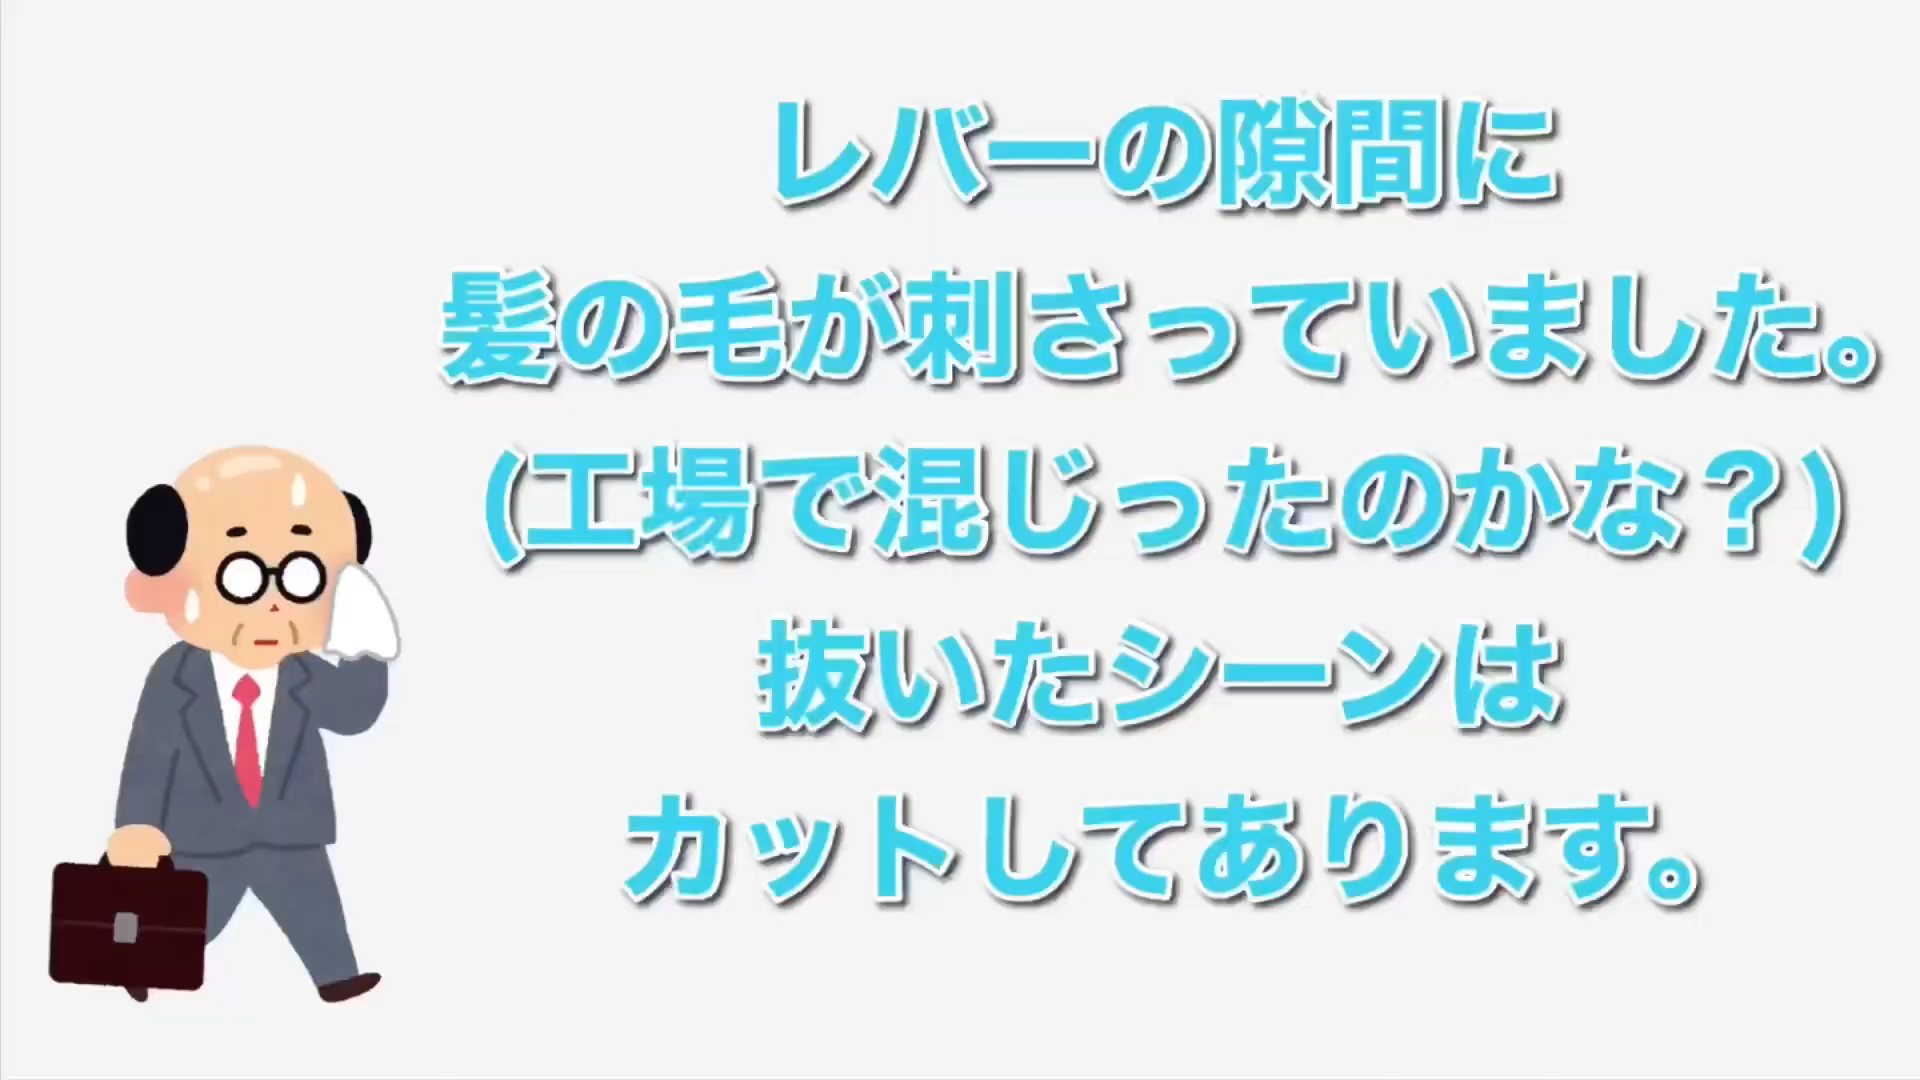 レバーの隙間に
髪の毛が刺さっていました。
(工場で混じったのかな？)
抜いたシーンは
カットしてあります。